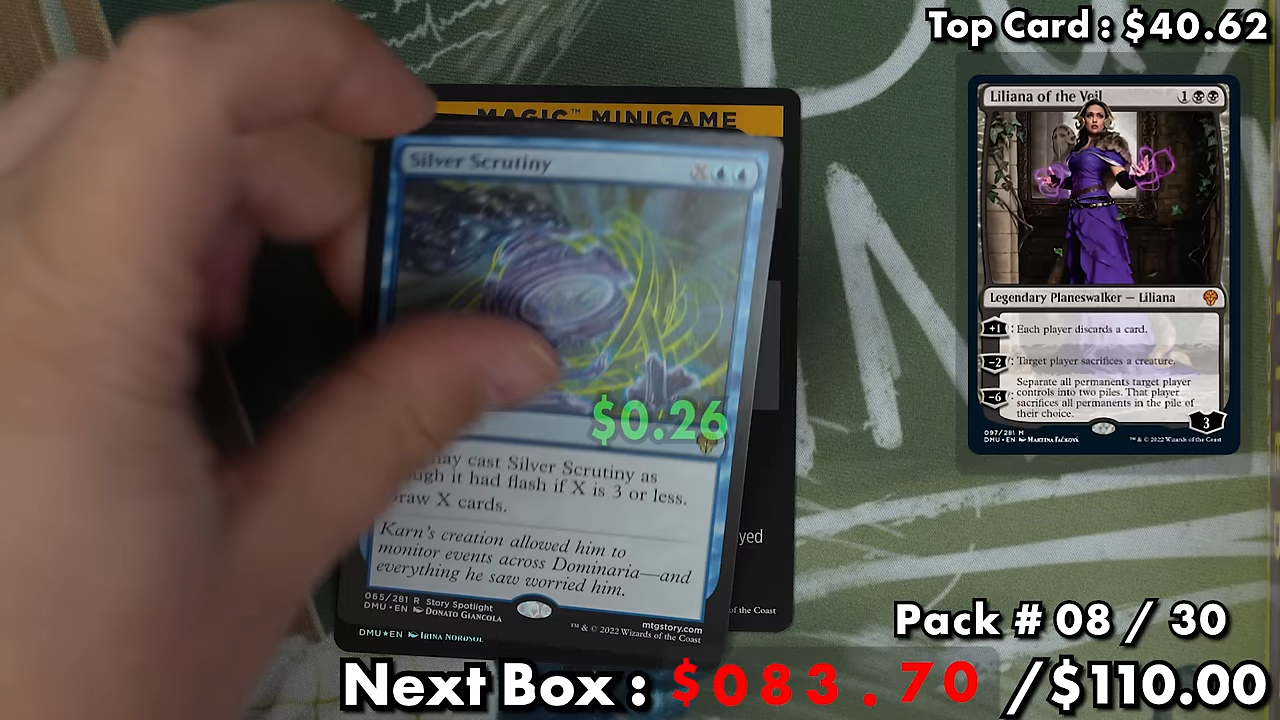 Top Card : $40.62
MAGIC™ MINIGAME
Silver Scrutiny
X
$0.26
may cast Silver Scrutiny as
it had flash if X is 3 or less.
X cards.
Karn's creation allowed him to
monitor events across Dominaria—and
everything he saw worried him.
065/281 R Story Spotlight
DMU • EN DONATO GIANCOLA
mtgstory.com
™ & © 2022 Wizards of the Coast
DMU★EN IRINA NORDSOL
yed
of the Coast
Liliana of the Veil 1
Legendary Planeswalker — Liliana
+1 : Each player discards a card.
-2 : Target player sacrifices a creature.
Separate all permanents target player
-6 : controls into two piles. That player
sacrifices all permanents in the pile of
their choice.
3
097/281 M
DMU • EN MARTINA FAČKOVÁ
™ & © 2022 Wizards of the Coast
Pack # 08 / 30
Next Box : $083.70 /$110.00